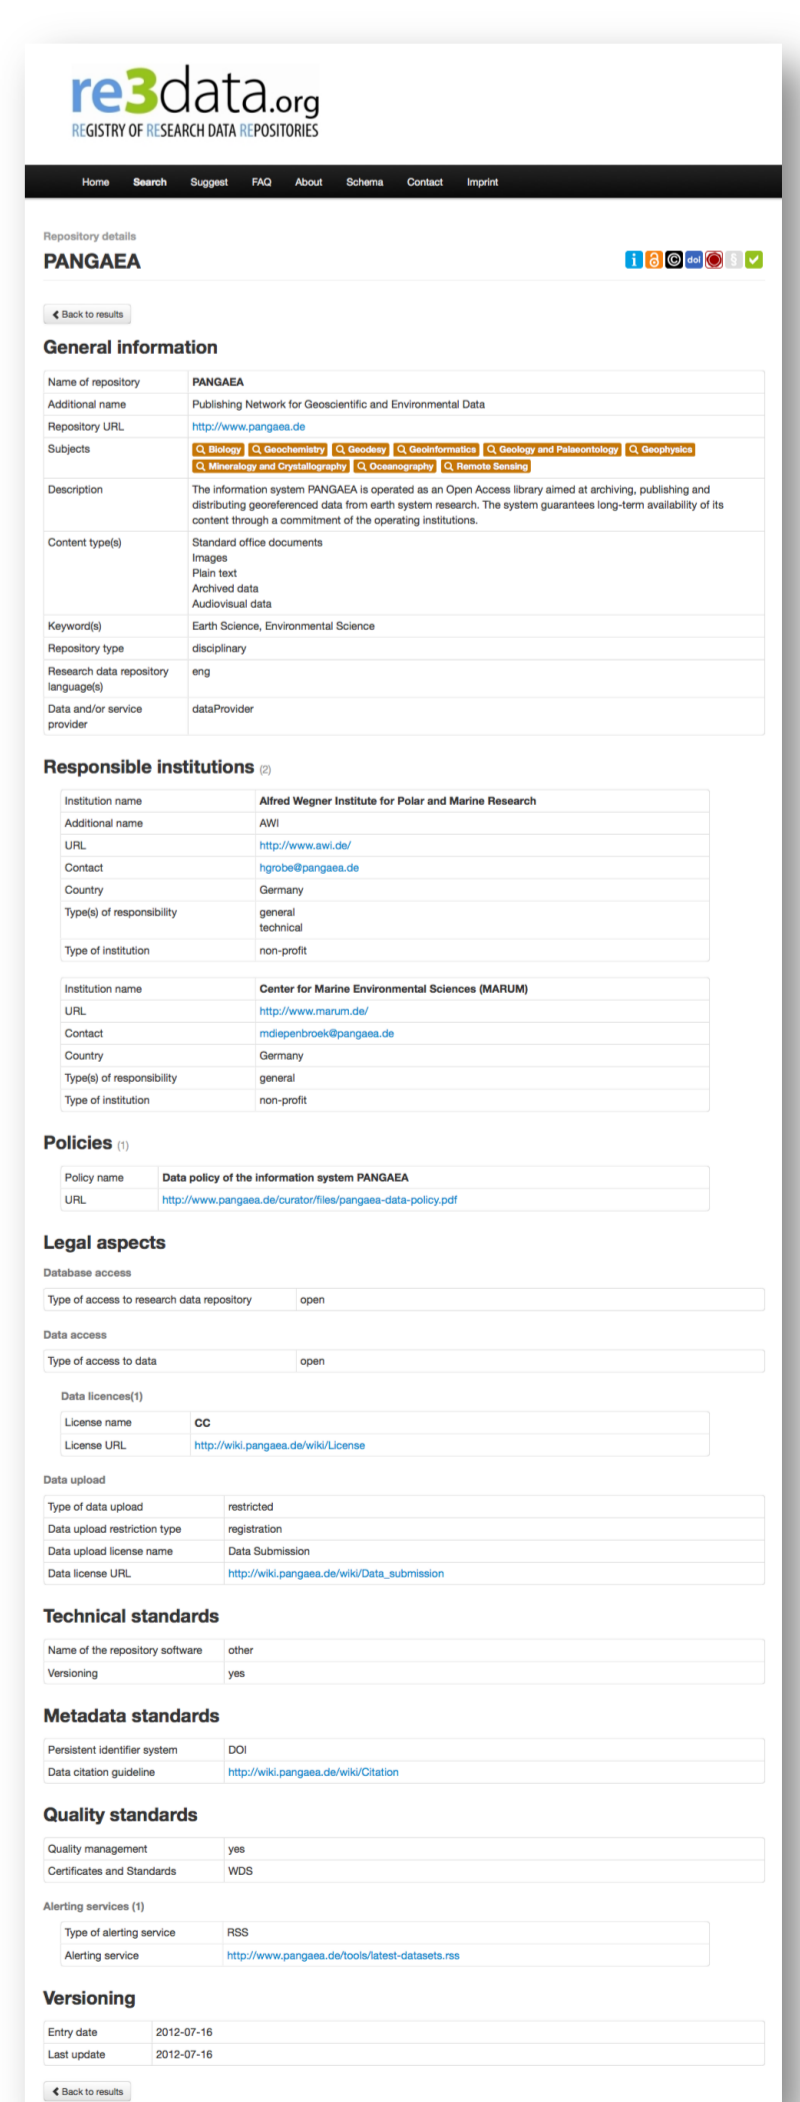 re3data.org
REGISTRY OF RESEARCH DATA REPOSITORIES
Home Search Suggest FAQ About Schema Contact Imprint
Repository details
PANGAEA
i © doi §
Back to results
General information
Name of repository PANGAEA
Additional name Publishing Network for Geoscientific and Environmental Data
Repository URL http://www.pangaea.de
Subjects Biology Geochemistry Geodesy Geoinformatics Geology and Palaeontology Geophysics
Mineralogy and Crystallography Oceanography Remote Sensing
Description The information system PANGAEA is operated as an Open Access library aimed at archiving, publishing and
distributing georeferenced data from earth system research. The system guarantees long-term availability of its
content through a commitment of the operating institutions.
Content type(s) Standard office documents
Images
Plain text
Archived data
Audiovisual data
Keyword(s) Earth Science, Environmental Science
Repository type disciplinary
Research data repository eng
language(s)
Data and/or service dataProvider
provider
Responsible institutions (2)
Institution name Alfred Wegner Institute for Polar and Marine Research
Additional name AWI
URL http://www.awi.de/
Contact hgrobe@pangaea.de
Country Germany
Type(s) of responsibility general
technical
Type of institution non-profit
Institution name Center for Marine Environmental Sciences (MARUM)
URL http://www.marum.de/
Contact mdiepenbroek@pangaea.de
Country Germany
Type(s) of responsibility general
Type of institution non-profit
Policies (1)
Policy name Data policy of the information system PANGAEA
URL http://www.pangaea.de/curator/files/pangaea-data-policy.pdf
Legal aspects
Database access
Type of access to research data repository open
Data access
Type of access to data open
Data licences(1)
License name CC
License URL http://wiki.pangaea.de/wiki/License
Data upload
Type of data upload restricted
Data upload restriction type registration
Data upload license name Data Submission
Data license URL http://wiki.pangaea.de/wiki/Data_submission
Technical standards
Name of the repository software other
Versioning yes
Metadata standards
Persistent identifier system DOI
Data citation guideline http://wiki.pangaea.de/wiki/Citation
Quality standards
Quality management yes
Certificates and Standards WDS
Alerting services (1)
Type of alerting service RSS
Alerting service http://www.pangaea.de/tools/latest-datasets.rss
Versioning
Entry date 2012-07-16
Last update 2012-07-16
Back to results